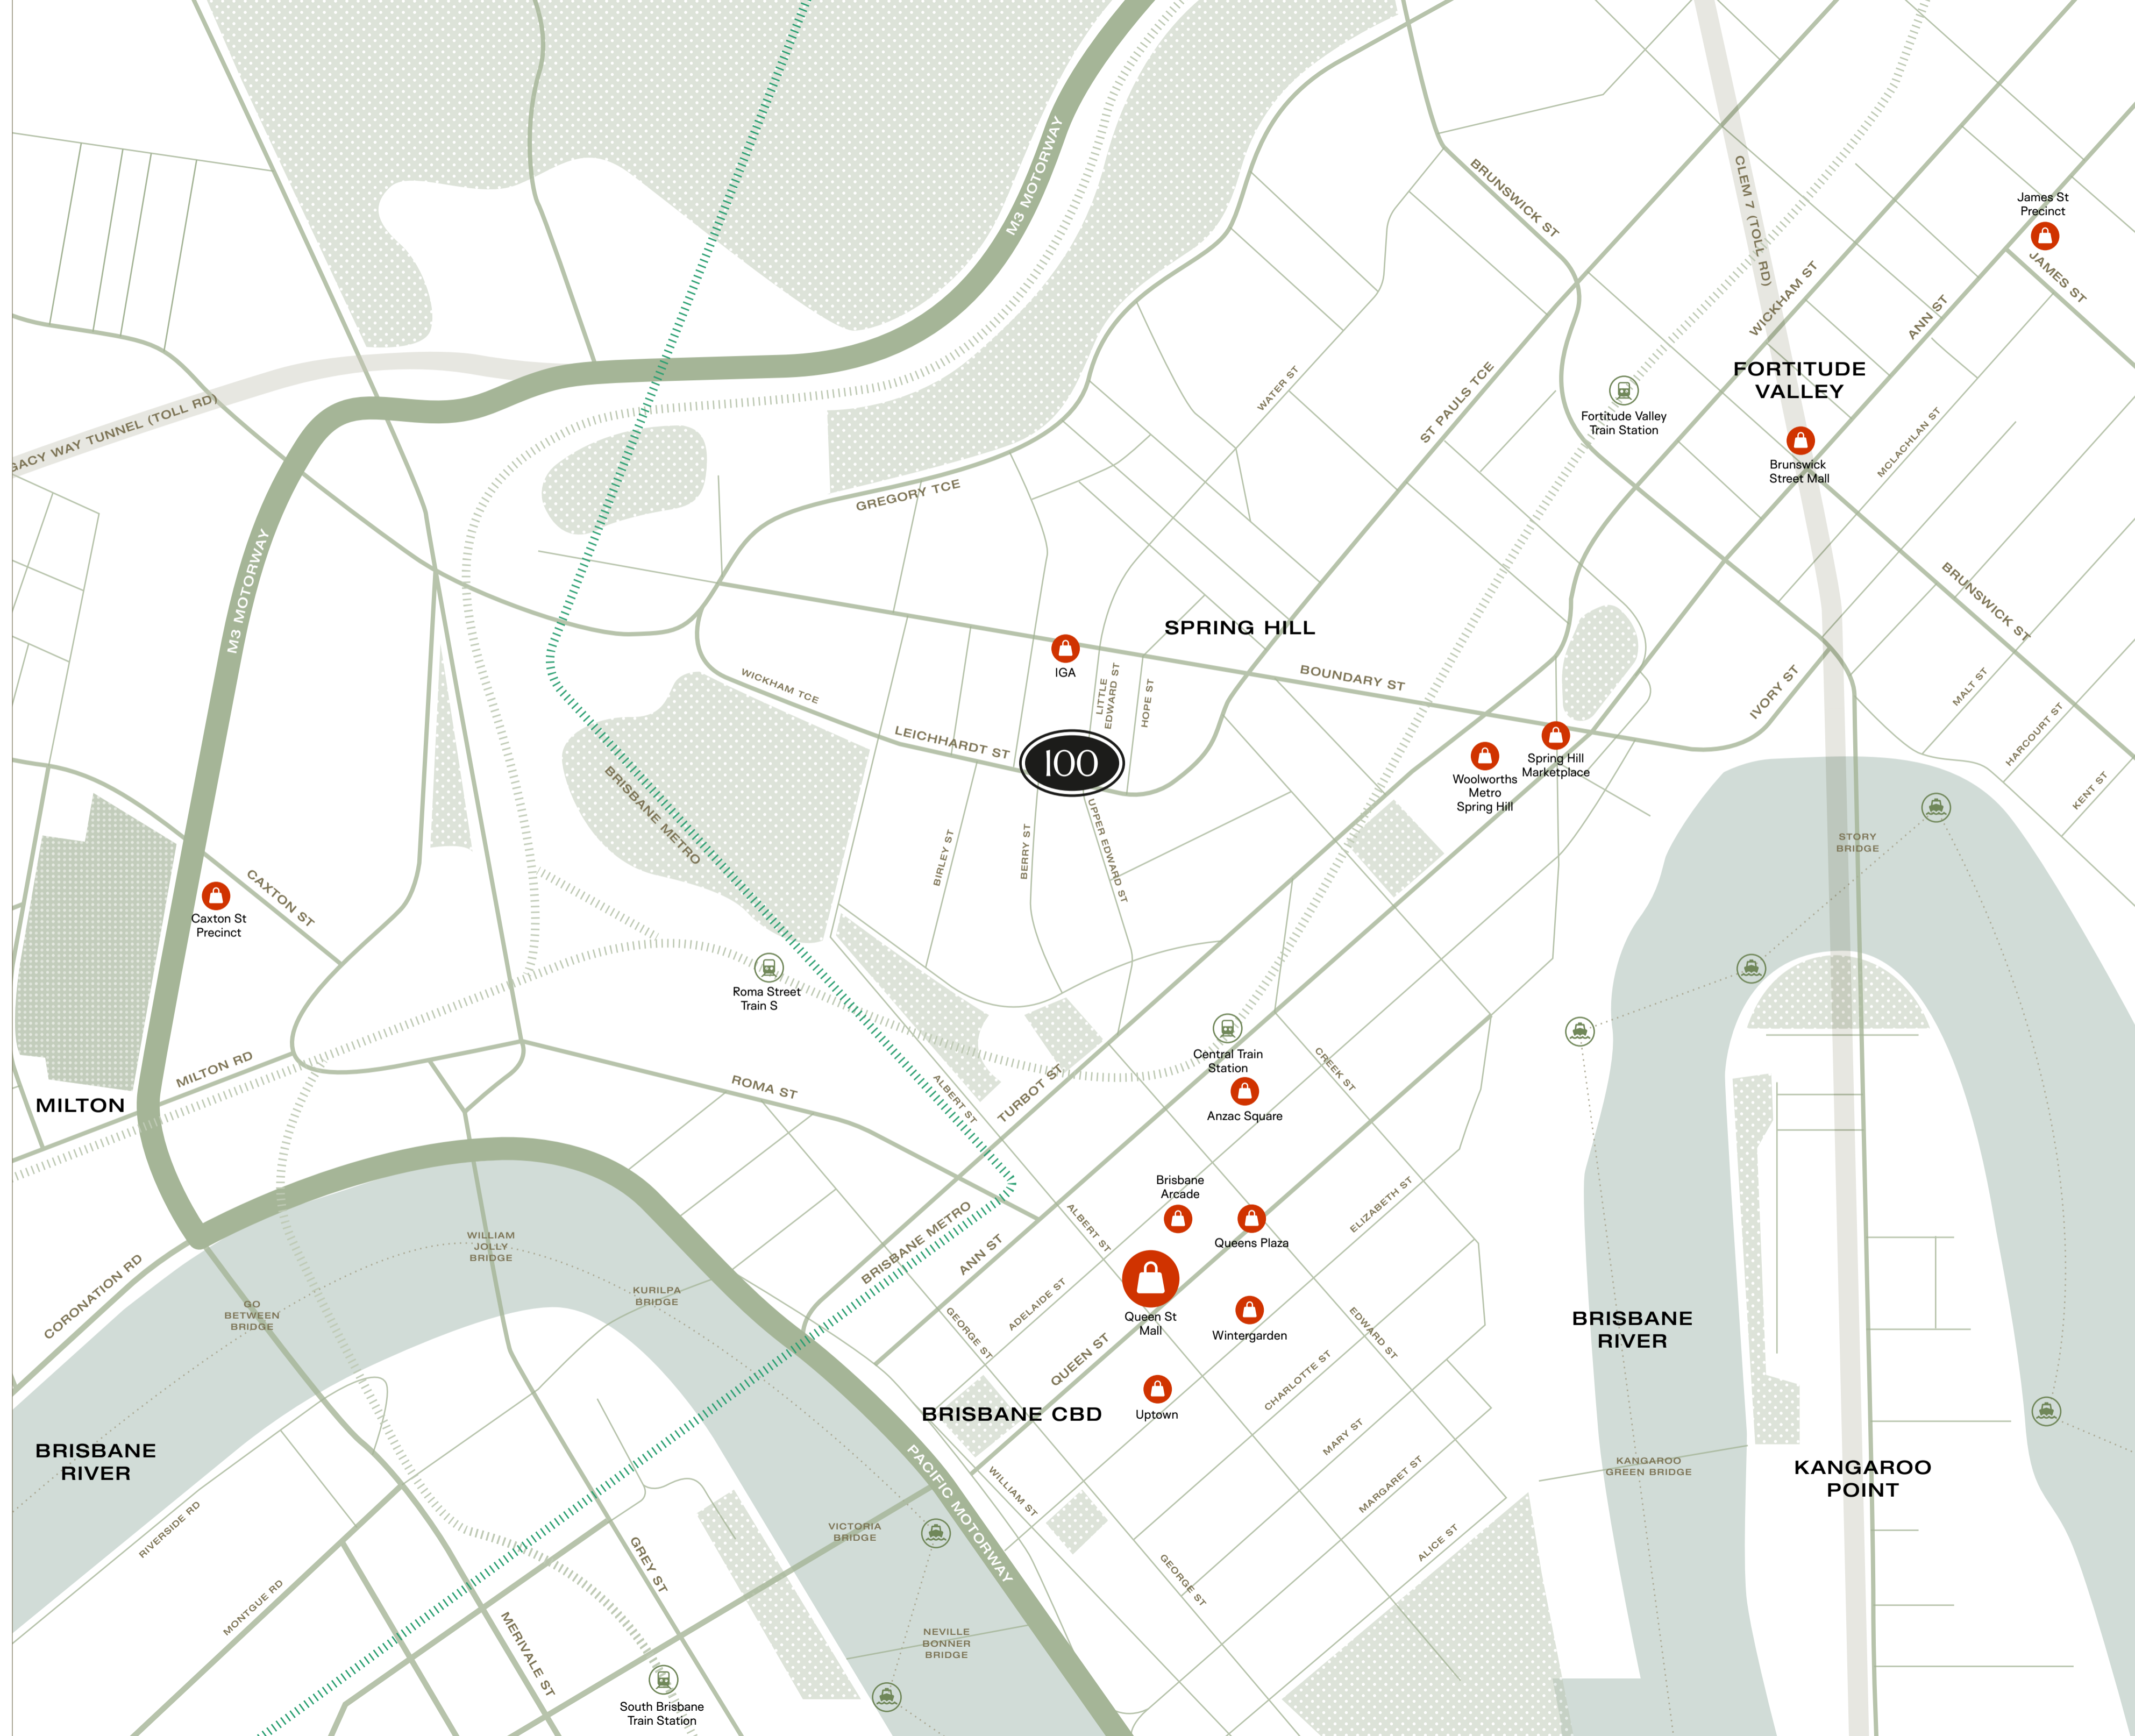 M3 MOTORWAY
BRUNSWICK ST
CLEM 7 (TOLL RD)
James St
Precinct
JAMES ST
WICKHAM ST
ANN ST
FORTITUDE
VALLEY
Fortitude Valley
Train Station
Brunswick
Street Mall
MCLACHLAN ST
WATER ST
ST PAULS TCE
GACY WAY TUNNEL (TOLL RD)
GREGORY TCE
M3 MOTORWAY
SPRING HILL
IGA
BOUNDARY ST
BRUNSWICK ST
MALT ST
HARCOURT ST
KENT ST
IVORY ST
WICKHAM TCE
LEICHHARDT ST
LITTLE
EDWARD ST
HOPE ST
100
Woolworths
Metro
Spring Hill
Spring Hill
Marketplace
BRISBANE METRO
BIRLEY ST
BERRY ST
UPPER EDWARD ST
STORY
BRIDGE
CAXTON ST
Caxton St
Precinct
Roma Street
Train S
Central Train
Station
Anzac Square
CREEK ST
MILTON RD
MILTON
ROMA ST
ALBERT ST
TURBOT ST
Brisbane
Arcade
Queens Plaza
ELIZABETH ST
ALBERT ST
BRISBANE METRO
ANN ST
ADELAIDE ST
GEORGE ST
QUEEN ST
Queen St
Mall
Wintergarden
EDWARD ST
CHARLOTTE ST
Uptown
BRISBANE CBD
MARY ST
MARGARET ST
ALICE ST
WILLIAM ST
GEORGE ST
CORONATION RD
GO
BETWEEN
BRIDGE
WILLIAM
JOLLY
BRIDGE
KURILPA
BRIDGE
BRISBANE
RIVER
BRISBANE
RIVER
KANGAROO
GREEN BRIDGE
KANGAROO
POINT
PACIFIC MOTORWAY
VICTORIA
BRIDGE
NEVILLE
BONNER
BRIDGE
RIVERSIDE RD
MONTGUE RD
GREY ST
MERIVALE ST
South Brisbane
Train Station